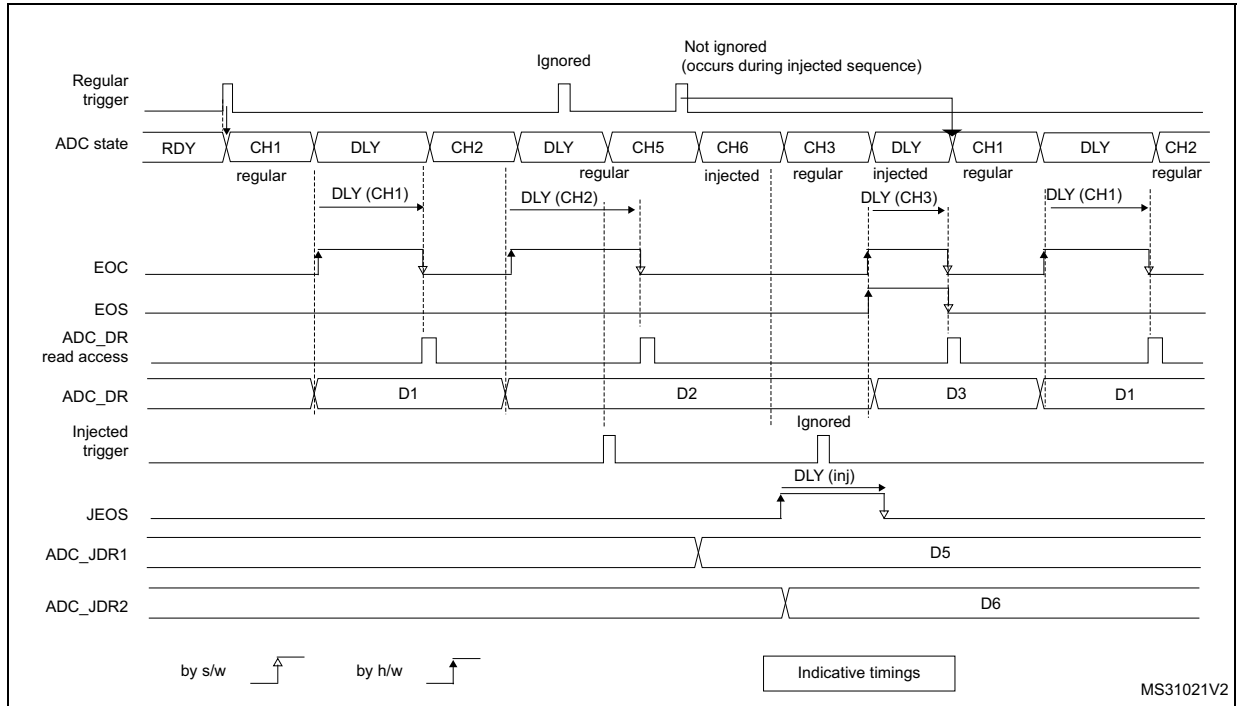 Not ignored
(occurs during injected sequence)
Ignored
Regular
trigger
ADC state
RDY
CH1
DLY
CH2
DLY
CH5
CH6
CH3
DLY
CH1
DLY
CH2
regular
regular
injected
regular
injected
regular
regular
DLY (CH1)
DLY (CH2)
DLY (CH3)
DLY (CH1)
EOC
EOS
ADC_DR
read access
ADC_DR
D1
D2
D3
D1
Injected
trigger
Ignored
DLY (inj)
JEOS
ADC_JDR1
D5
ADC_JDR2
D6
by s/w
by h/w
Indicative timings
MS31021V2